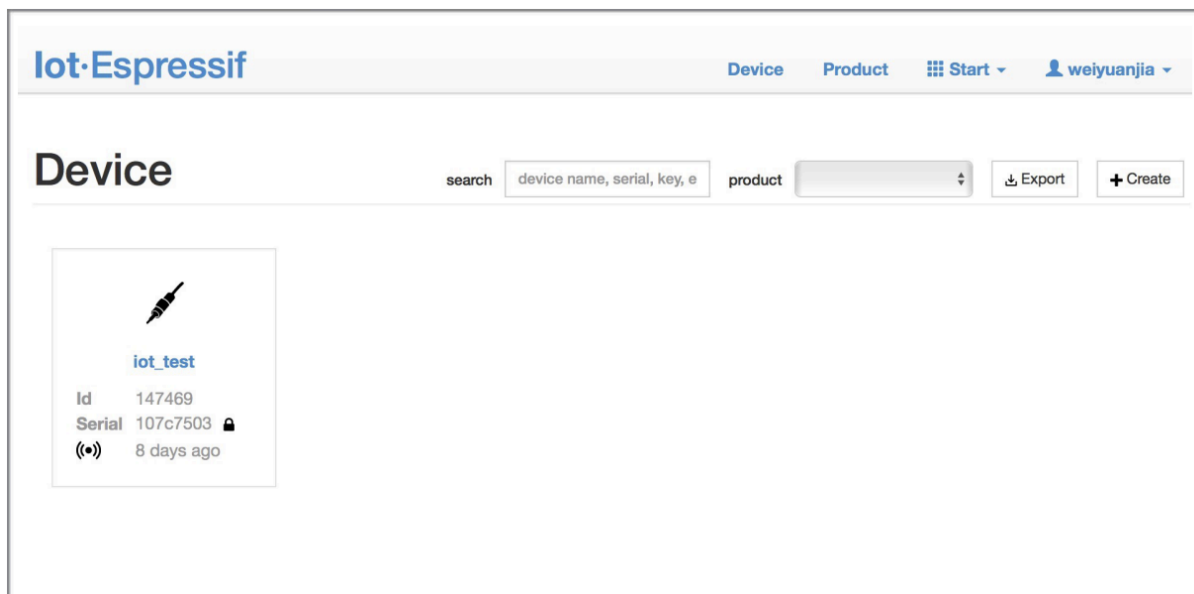 Iot·Espressif
Device Product Start weiyuanjia
Device
search device name, serial, key, e product Export Create
iot_test
Id 147469
Serial 107c7503
8 days ago